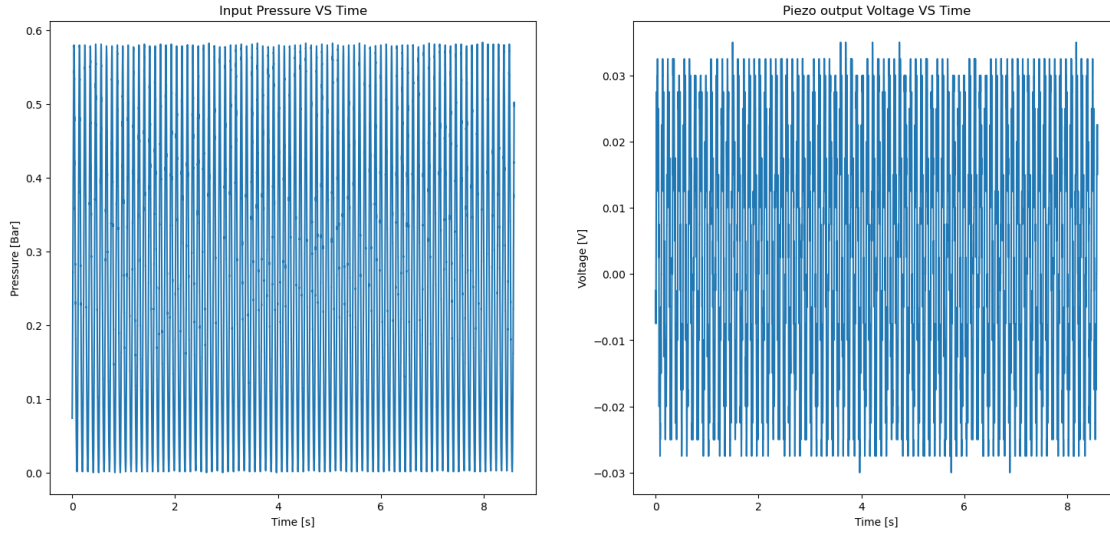 Input Pressure VS Time
0.6
0.5
0.4
0.3
0.2
0.1
0.0
Pressure [Bar]
0 2 4 6 8
Time [s]
Piezo output Voltage VS Time
0.03
0.02
0.01
0.00
−0.01
−0.02
−0.03
Voltage [V]
0 2 4 6 8
Time [s]